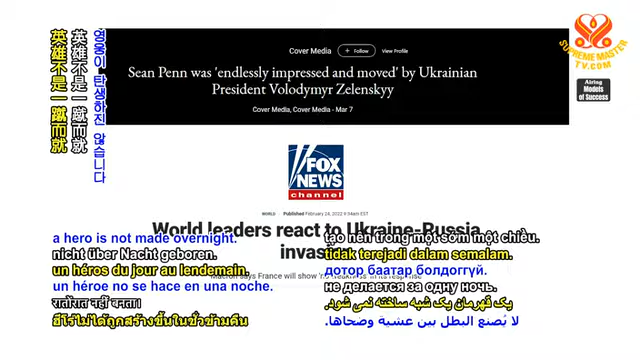 Cover Media
+ Follow
View Profile
Sean Penn was 'endlessly impressed and moved' by Ukrainian
President Volodymyr Zelenskyy
Cover Media, Cover Media - Mar 7
SUPREME MASTER
TV.COM
Airing
Models
of Success
英雄不是一蹴而就
英雄不是一蹴而就
영웅이 탄생하진 않습니다
FOX
NEWS
channel
WORLD
Published February 24, 2022 9:54am EST
World leaders react to Ukraine-Russia
invas
Macron says France will show
a hero is not made overnight.
nicht über Nacht geboren.
un héros du jour au lendemain.
un héroe no se hace en una noche.
रातोंरात नहीं बनता।
ฮีโร่ไม่ได้ถูกสร้างขึ้นในชั่วข้ามคืน
tạo nên trong một sớm một chiều.
tidak terejadi dalam semalam.
дотор баатар болдоггүй.
не делается за одну ночь.
یک قهرمان یک شبه ساخته نمی شود.
لا يُصنع البطل بين عشية وضحاها.